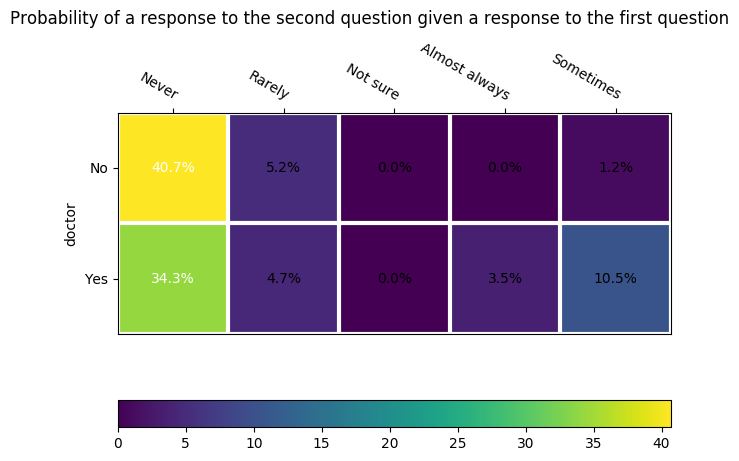 Probability of a response to the second question given a response to the first question
Never Rarely Not sure Almost always Sometimes
doctor
No 40.7% 5.2% 0.0% 0.0% 1.2%
Yes 34.3% 4.7% 0.0% 3.5% 10.5%
0 5 10 15 20 25 30 35 40